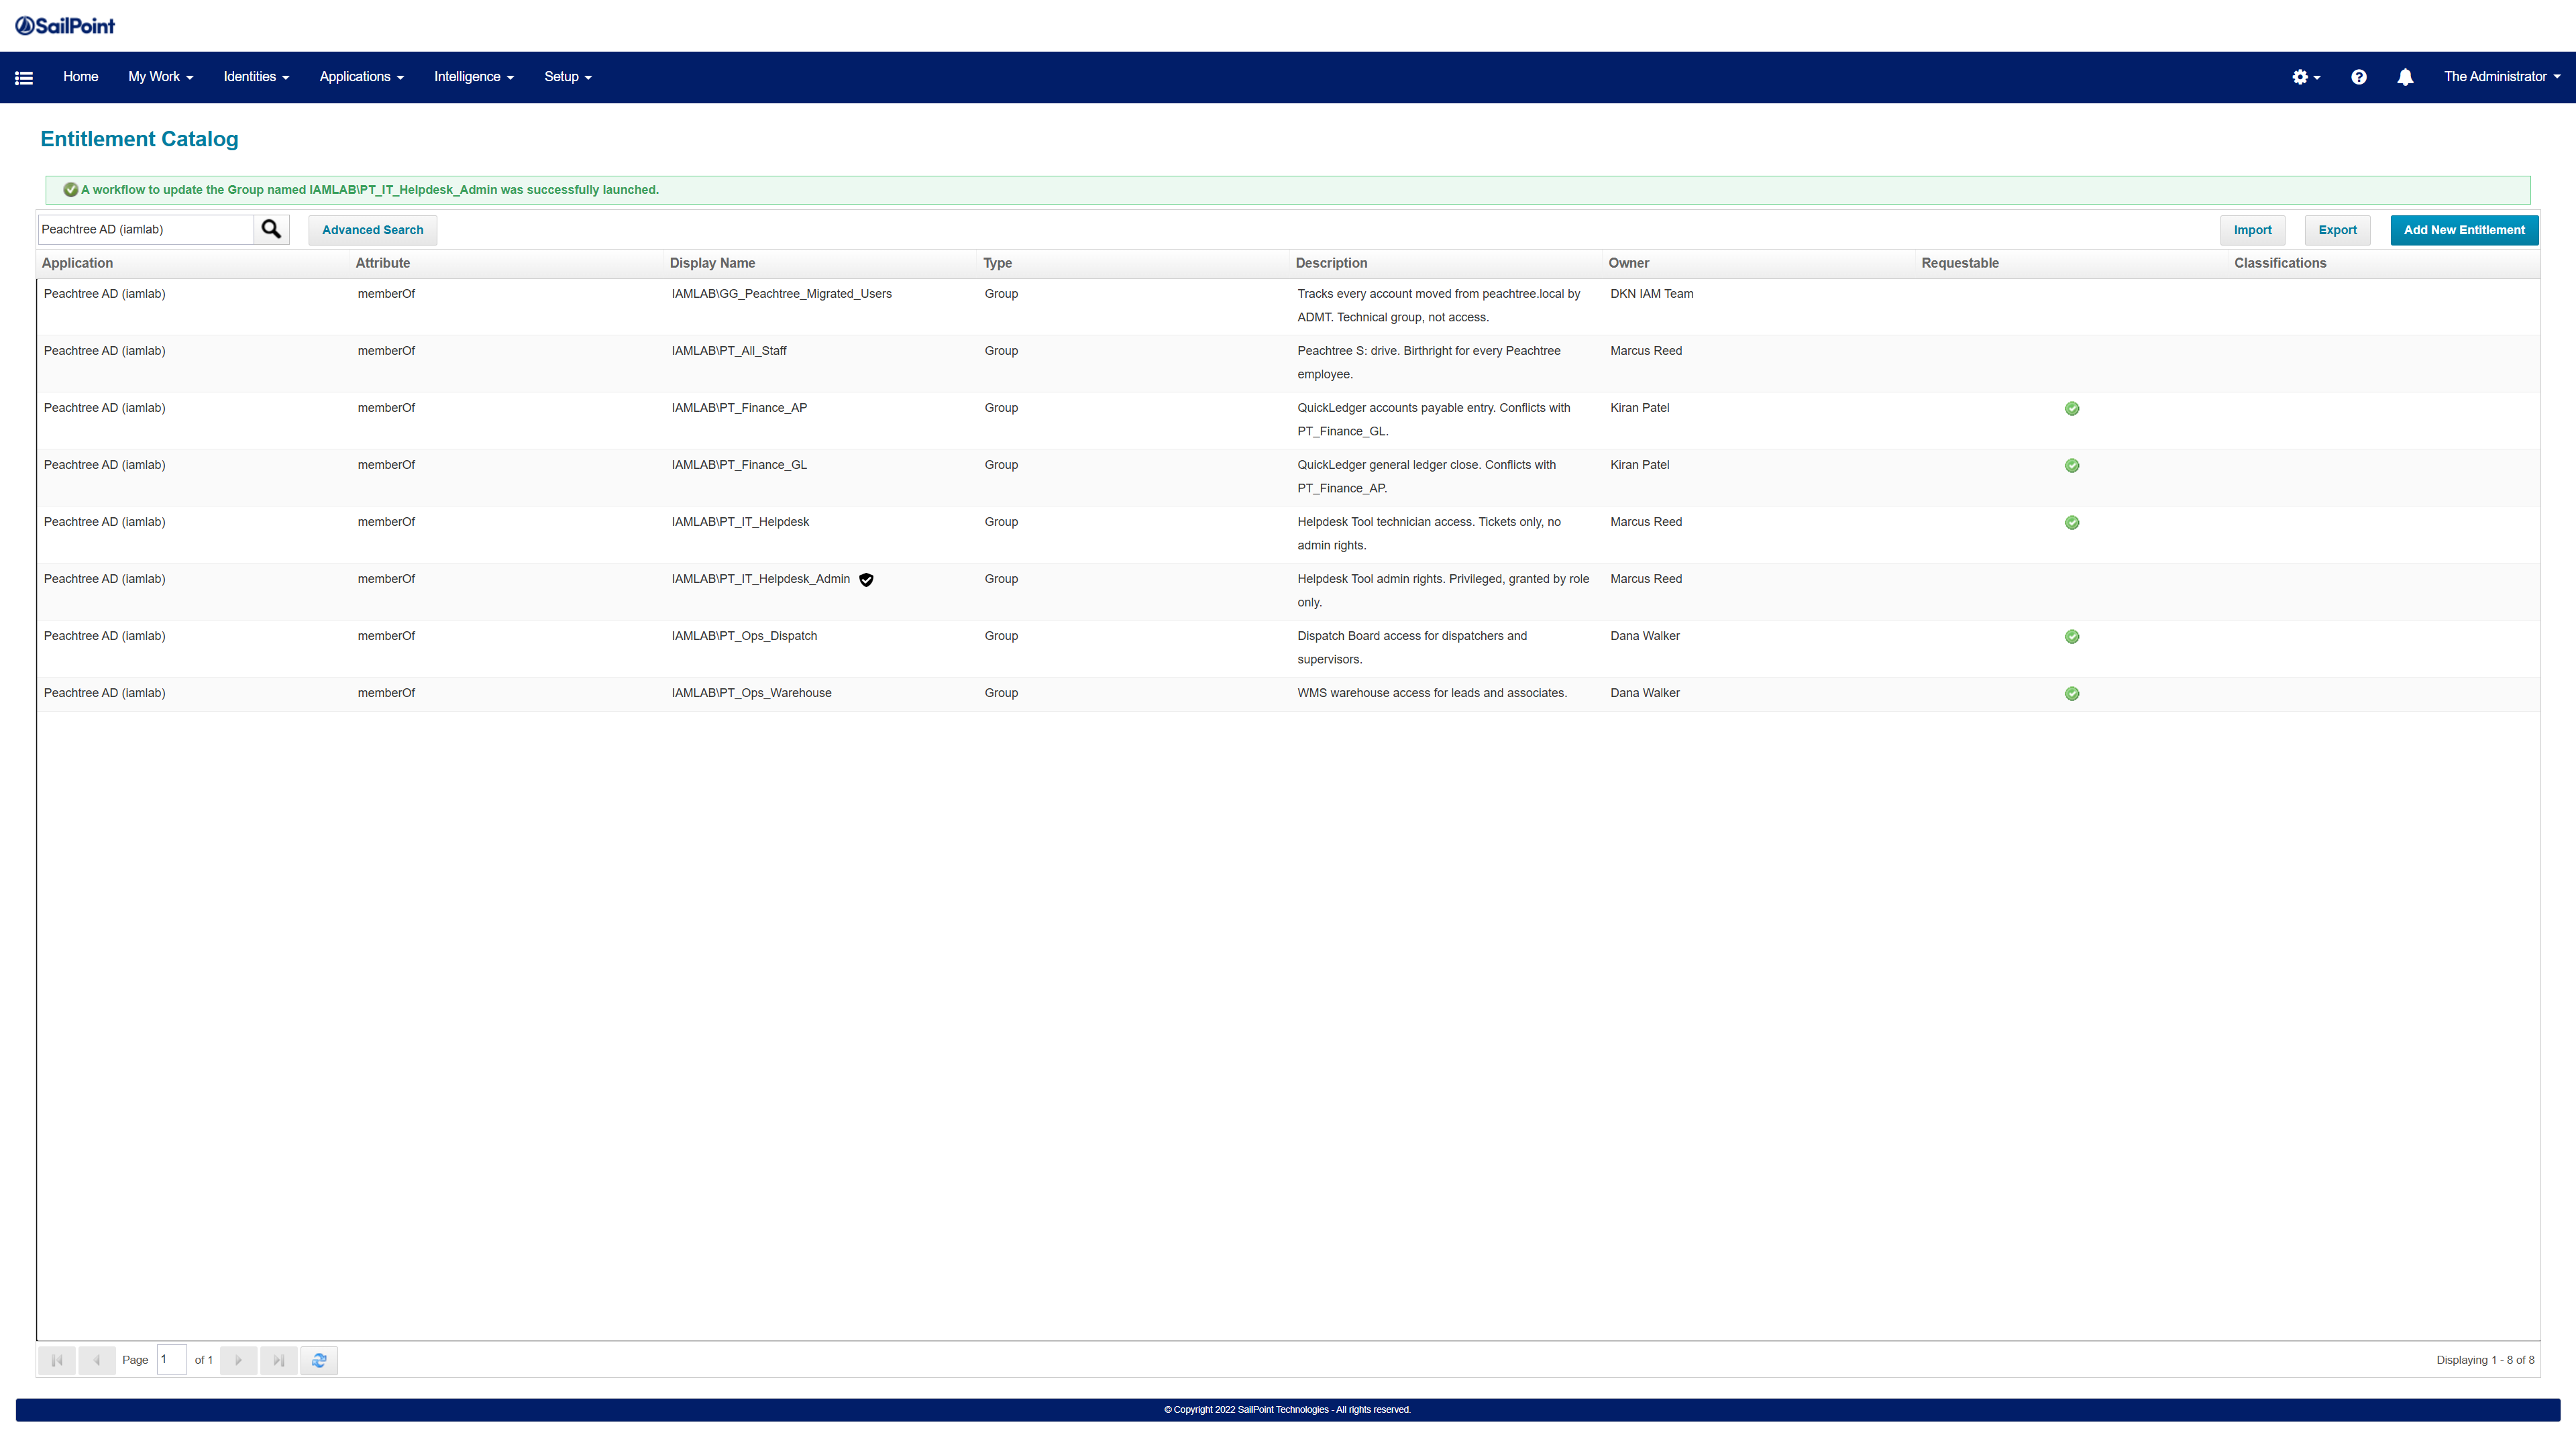 SailPoint
Home My Work Identities Applications Intelligence Setup The Administrator
Entitlement Catalog
A workflow to update the Group named IAMLAB\PT_IT_Helpdesk_Admin was successfully launched.
Peachtree AD (iamlab) Advanced Search Import Export Add New Entitlement
Application Attribute Display Name Type Description Owner Requestable Classifications
Peachtree AD (iamlab) memberOf IAMLAB\GG_Peachtree_Migrated_Users Group Tracks every account moved from peachtree.local by DKN IAM Team
ADMT. Technical group, not access.
Peachtree AD (iamlab) memberOf IAMLAB\PT_All_Staff Group Peachtree S: drive. Birthright for every Peachtree Marcus Reed
employee.
Peachtree AD (iamlab) memberOf IAMLAB\PT_Finance_AP Group QuickLedger accounts payable entry. Conflicts with Kiran Patel
PT_Finance_GL.
Peachtree AD (iamlab) memberOf IAMLAB\PT_Finance_GL Group QuickLedger general ledger close. Conflicts with Kiran Patel
PT_Finance_AP.
Peachtree AD (iamlab) memberOf IAMLAB\PT_IT_Helpdesk Group Helpdesk Tool technician access. Tickets only, no Marcus Reed
admin rights.
Peachtree AD (iamlab) memberOf IAMLAB\PT_IT_Helpdesk_Admin Group Helpdesk Tool admin rights. Privileged, granted by role Marcus Reed
only.
Peachtree AD (iamlab) memberOf IAMLAB\PT_Ops_Dispatch Group Dispatch Board access for dispatchers and Dana Walker
supervisors.
Peachtree AD (iamlab) memberOf IAMLAB\PT_Ops_Warehouse Group WMS warehouse access for leads and associates. Dana Walker
Page 1 of 1 Displaying 1 - 8 of 8
© Copyright 2022 SailPoint Technologies - All rights reserved.